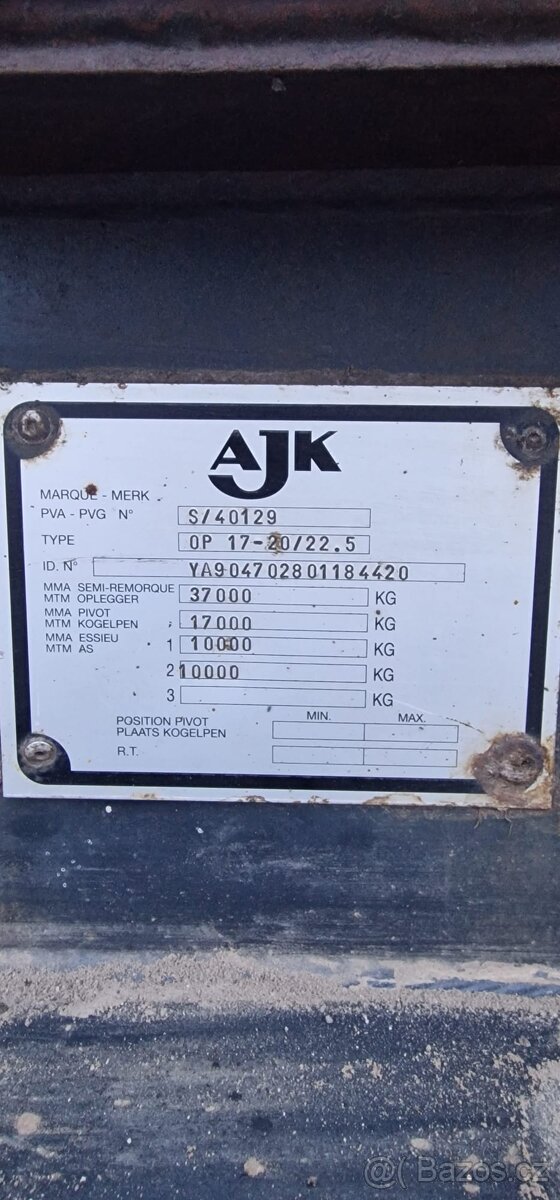 AJK
MARQUE - MERK
PVA - PVG N° S/40129
TYPE OP 17-20/22.5
ID. N° YA904702801184420
MMA SEMI-REMORQUE
MTM OPLEGGER 37000 KG
MMA PIVOT
MTM KOGELPEN 17000 KG
MMA ESSIEU
MTM AS 1 10000 KG
2 10000 KG
3 KG
POSITION PIVOT MIN. MAX.
PLAATS KOGELPEN
R.T.
@( Bazos.cz